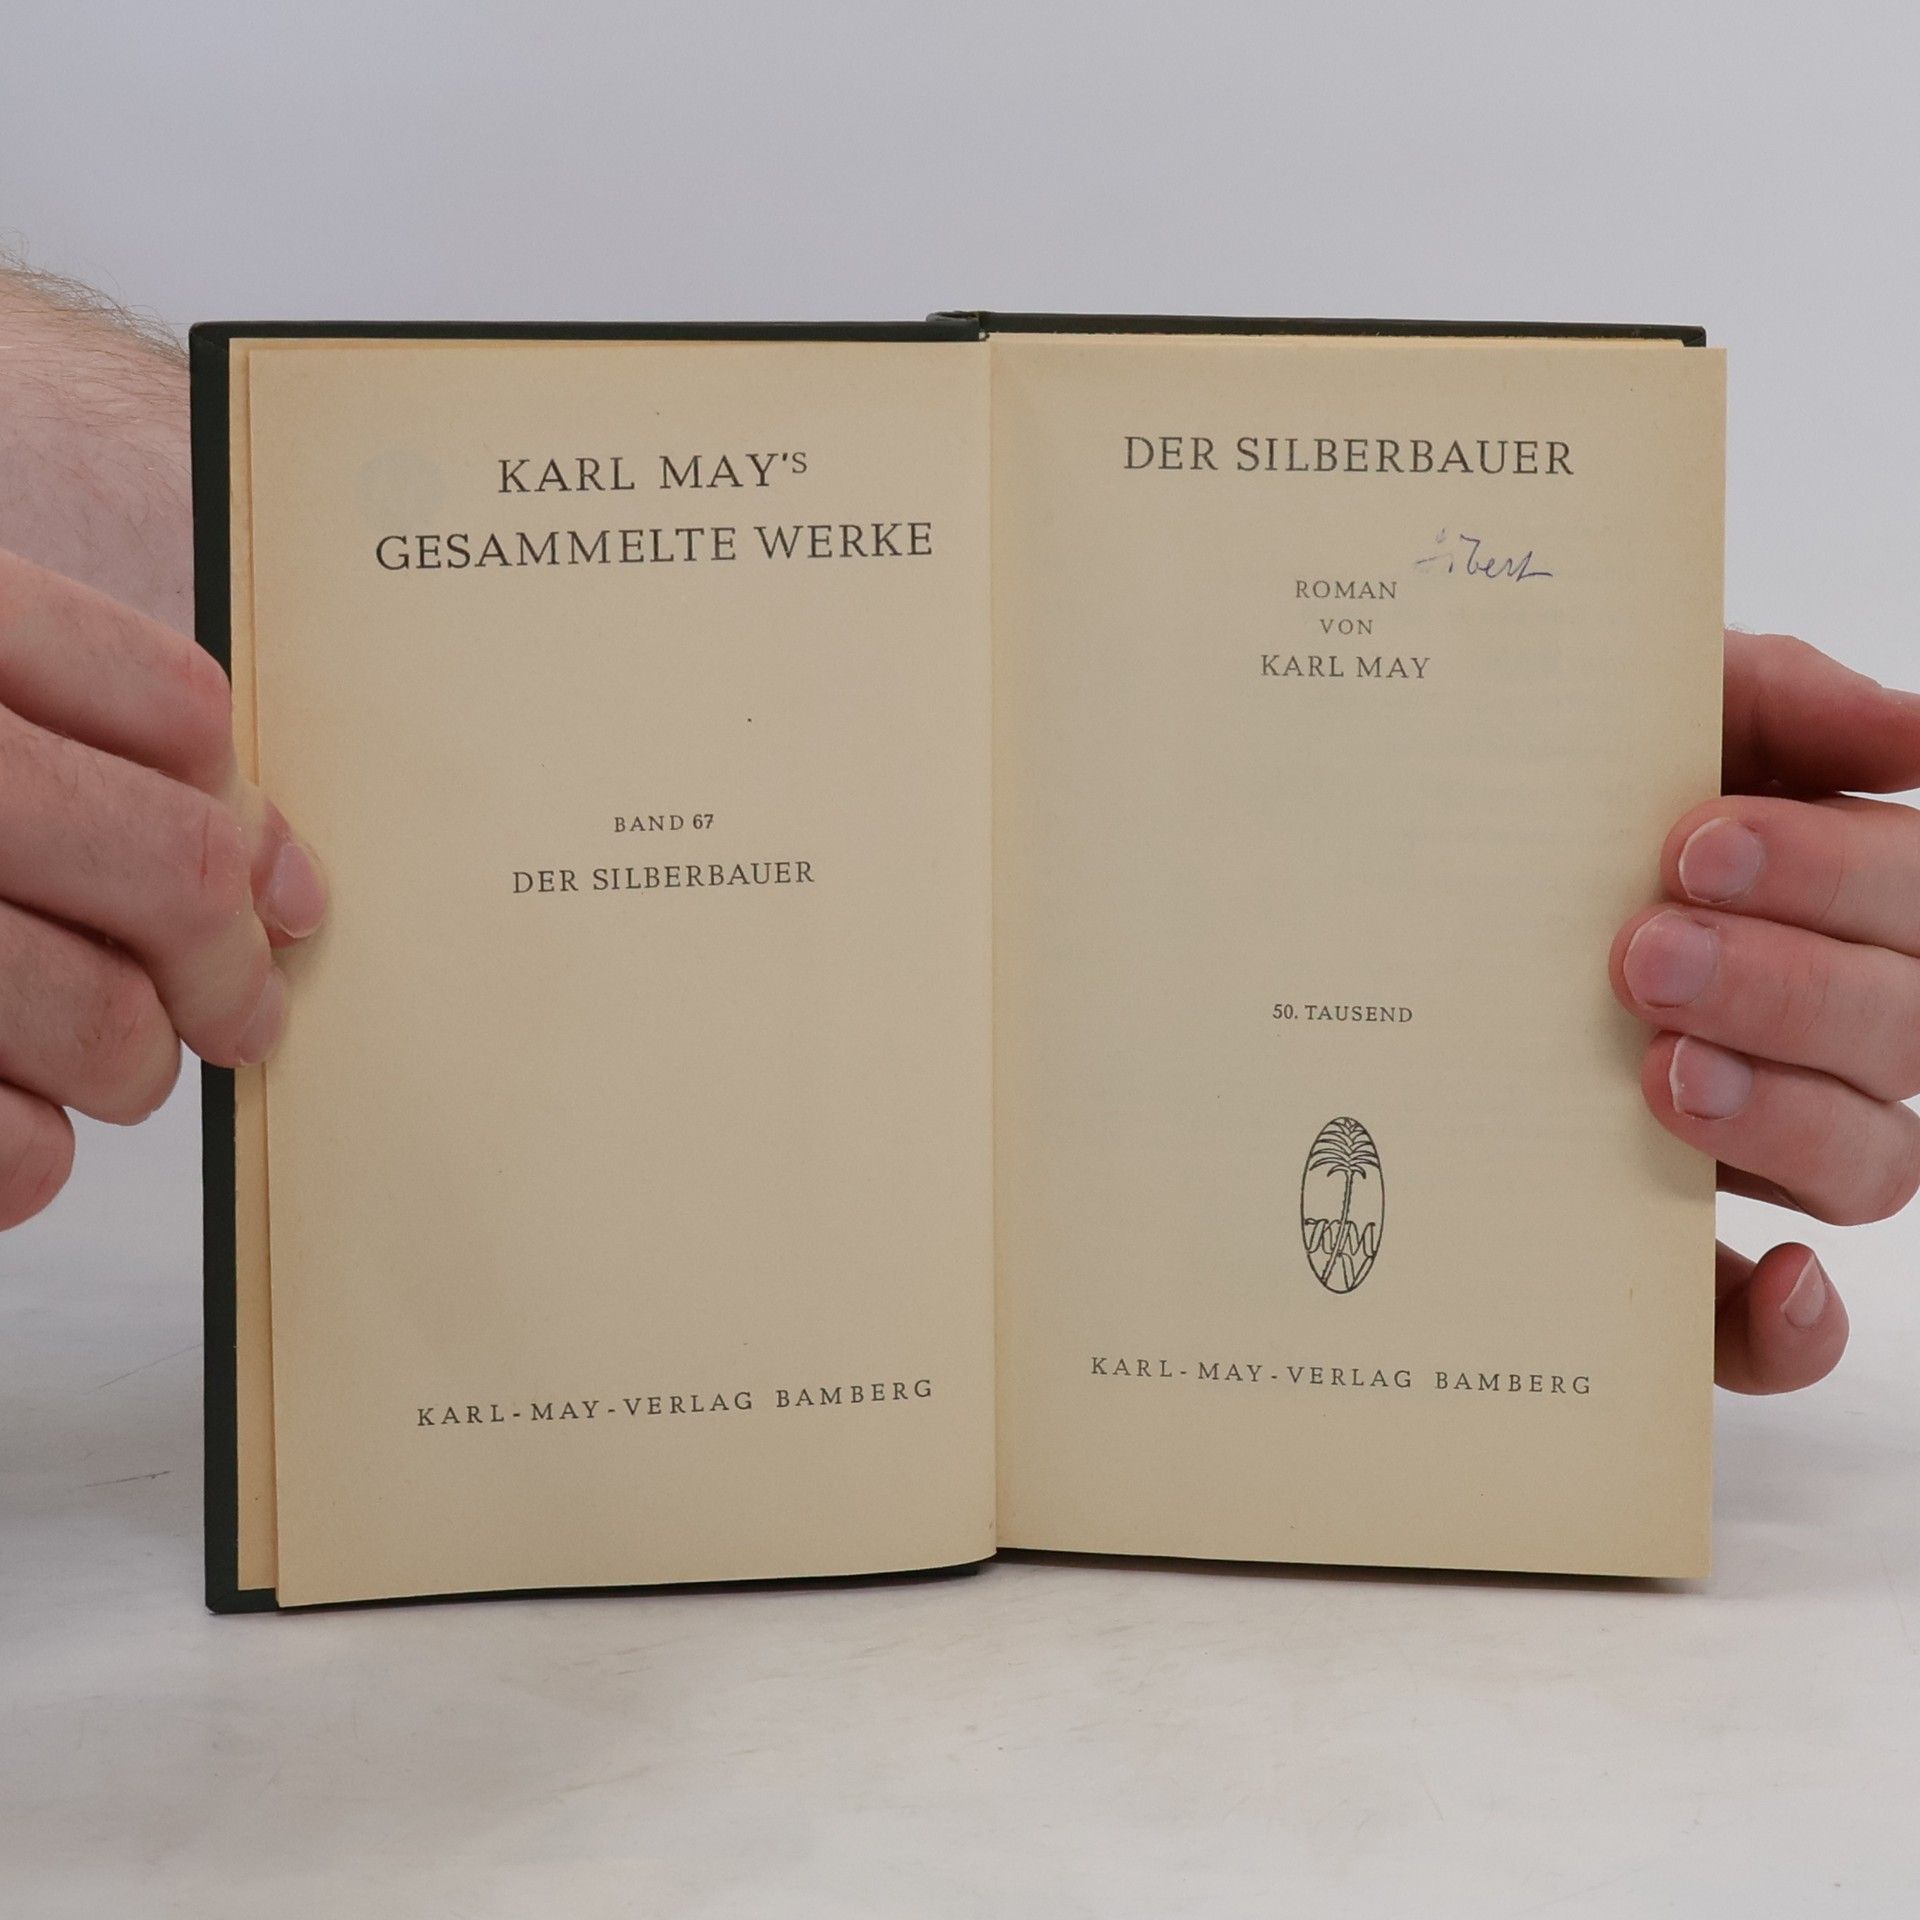 KARL MAY'S
GESAMMELTE WERKE
BAND 67
DER SILBERBAUER
KARL-MAY-VERLAG BAMBERG
DER SILBERBAUER
ROMAN
VON
KARL MAY
50. TAUSEND
KARL-MAY-VERLAG BAMBERG